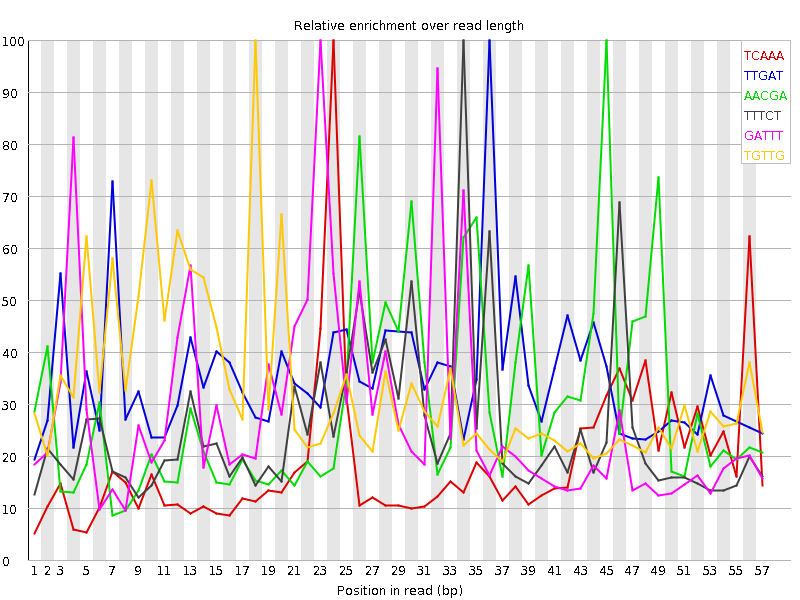 Relative enrichment over read length
100
90
80
70
60
50
40
30
20
10
0
TCAAA
TTGAT
AACGA
TTTCT
GATTT
TGTTG
1 2 3 5 7 9 11 13 15 17 19 21 23 25 27 29 31 33 35 37 39 41 43 45 47 49 51 53 55 57
Position in read (bp)